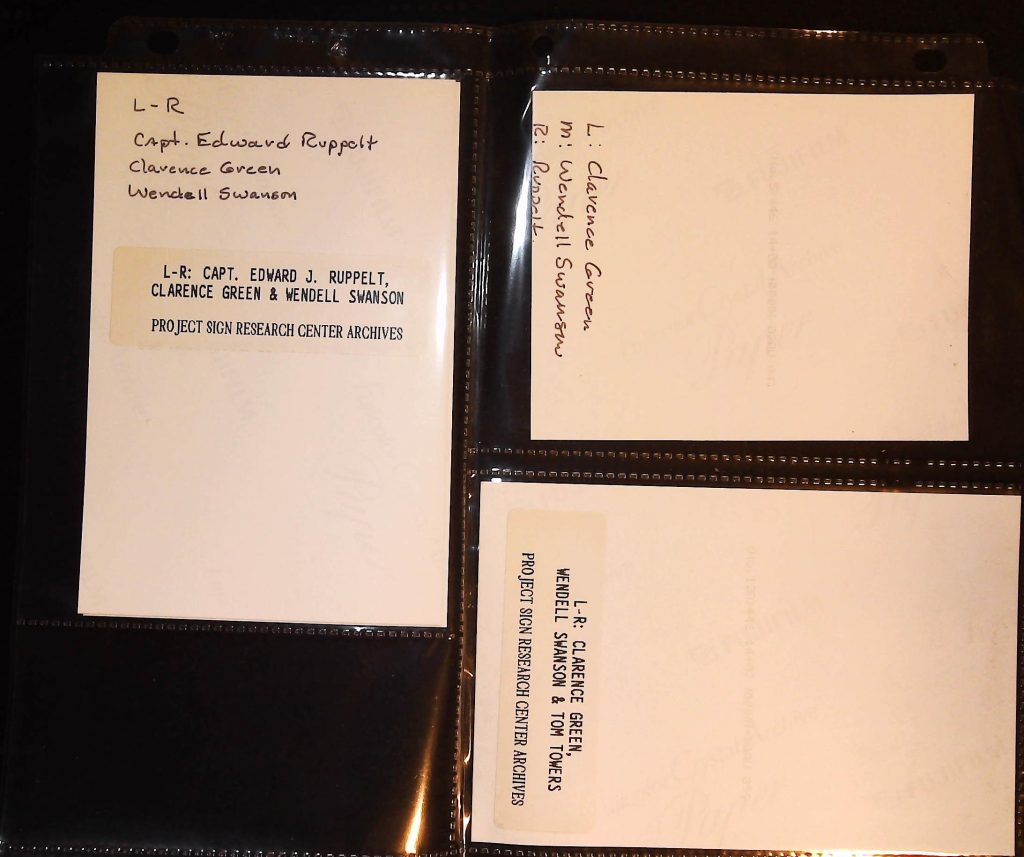 L-R
Capt. Edward Ruppelt
Clarence Green
Wendell Swanson
L-R: CAPT. EDWARD J. RUPPELT,
CLARENCE GREEN & WENDELL SWANSON
PROJECT SIGN RESEARCH CENTER ARCHIVES
L: Clarence Green
M: Wendell Swanson
R: Ruppelt.
L-R: CLARENCE GREEN,
WENDELL SWANSON & TOM TOWERS
PROJECT SIGN RESEARCH CENTER ARCHIVES